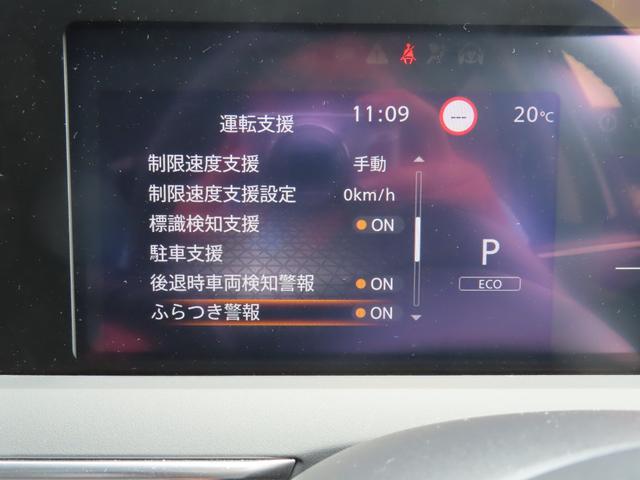 運転支援 11:09 --- 20℃
制限速度支援 手動
制限速度支援設定 0km/h
標識検知支援 ON
駐車支援
後退時車両検知警報 ON
ふらつき警報 ON
P
ECO